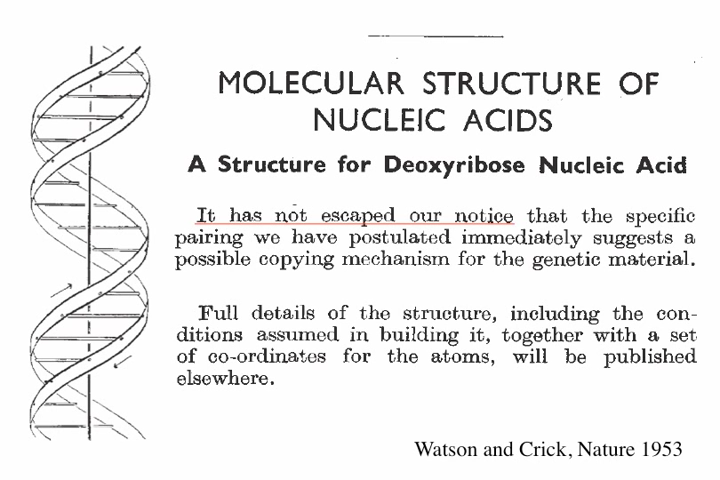 MOLECULAR STRUCTURE OF
NUCLEIC ACIDS
A Structure for Deoxyribose Nucleic Acid
It has not escaped our notice that the specific
pairing we have postulated immediately suggests a
possible copying mechanism for the genetic material.
Full details of the structure, including the con-
ditions assumed in building it, together with a set
of co-ordinates for the atoms, will be published
elsewhere.
Watson and Crick, Nature 1953